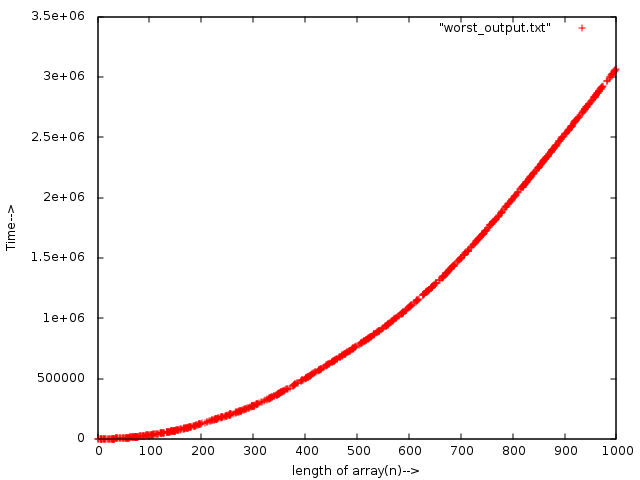 3.5e+06
"worst_output.txt"
3e+06
2.5e+06
2e+06
Time-->
1.5e+06
1e+06
500000
0
0 100 200 300 400 500 600 700 800 900 1000
length of array(n)-->